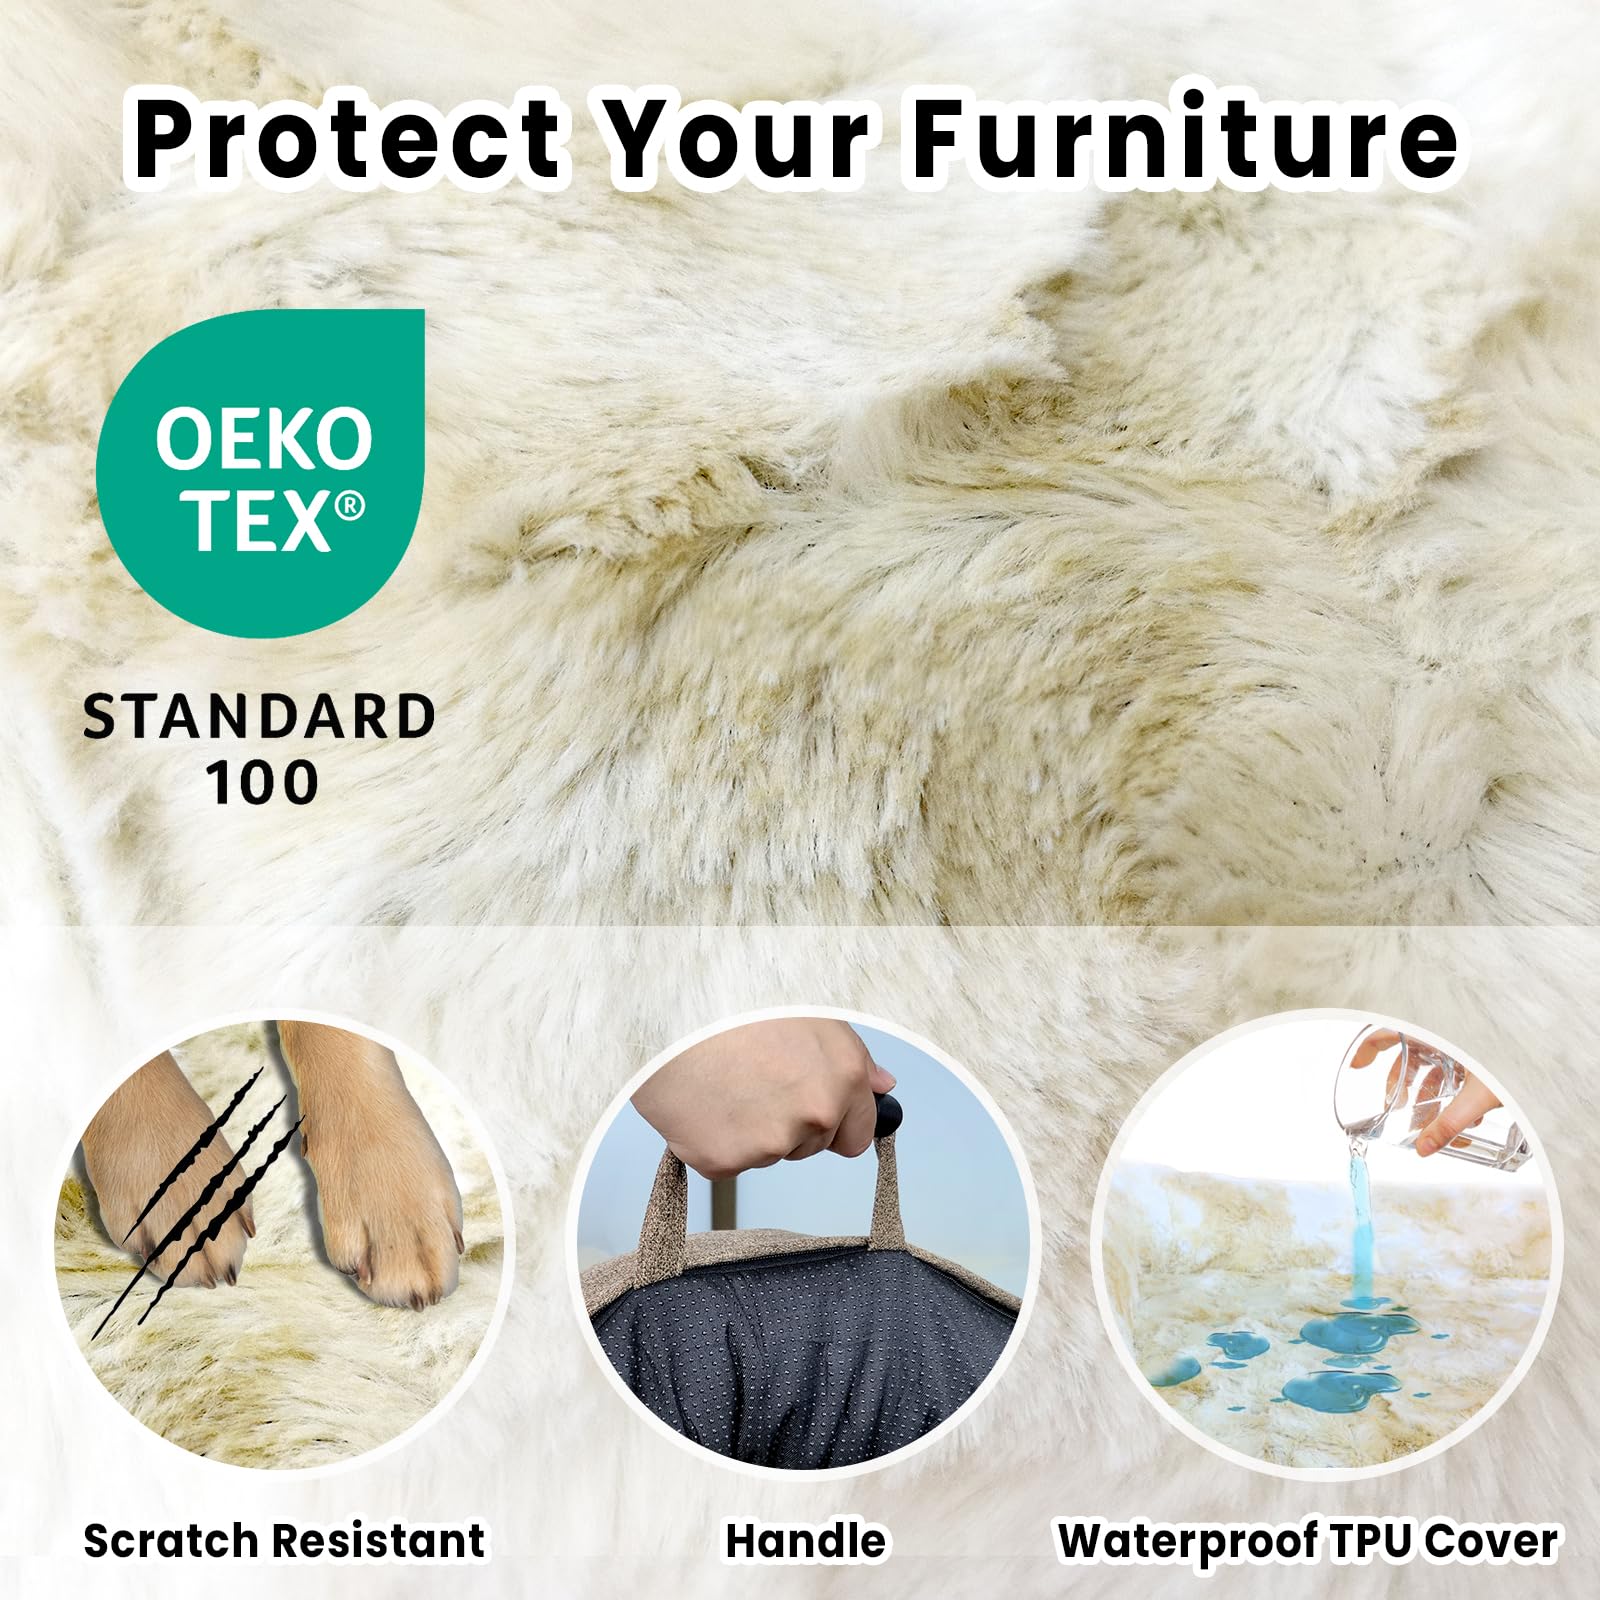 Protect Your Furniture
OEKO
TEX®
STANDARD
100
Scratch Resistant
Handle
Waterproof TPU Cover